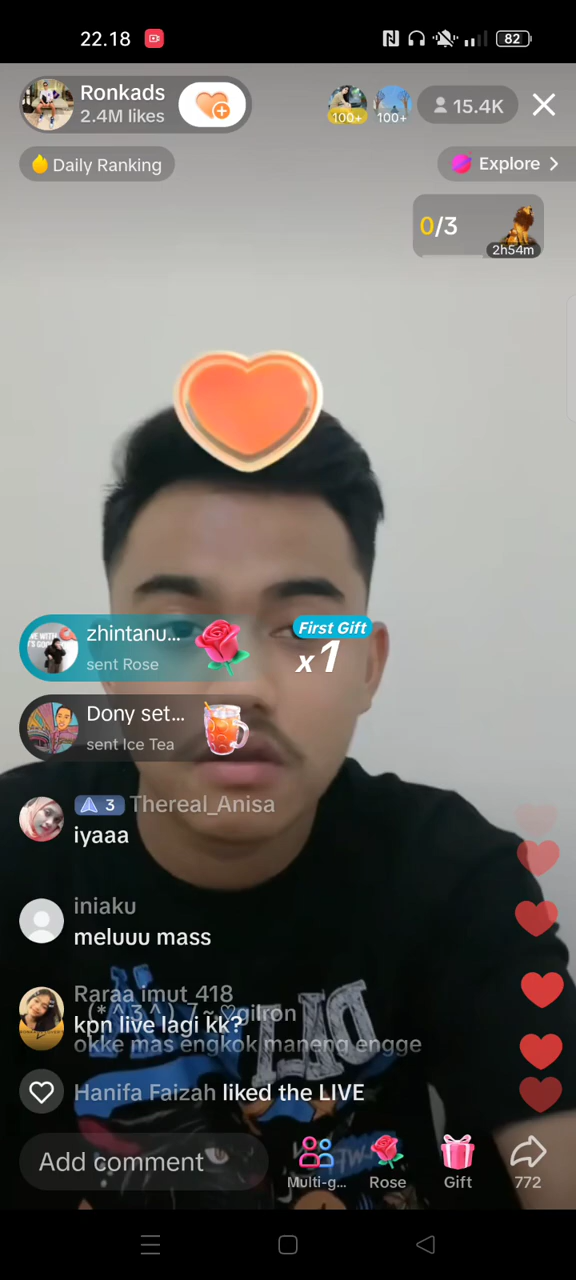 22.18
82
Ronkads
2.4M likes
100+
100+
15.4K
Daily Ranking
Explore
0/3
2h54m
zhintanu...
sent Rose
First Gift
x1
Dony set...
sent Ice Tea
3 Thereal_Anisa
iyaaa
iniaku
meluuu mass
Raraa imut_418
kpn live lagi kk?
okke mas engkok maneng engge
Hanifa Faizah liked the LIVE
Add comment
Multi-g...
Rose
Gift
772